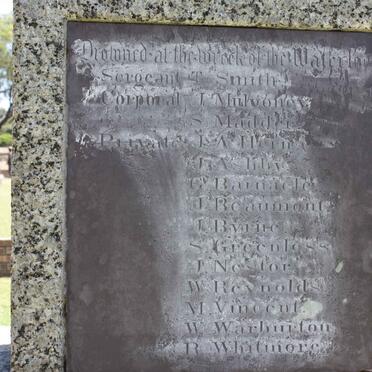 Drowned at the wreck of the Waterloo
Sergeant T. Smith
Corporal J. Mulvoney
S.
Private J.
W.
G. Barnacle
J. Beaumont
J. Byrne
S. Greenless
J. Nestor
W. Reynolds
M. Vincent
W. Warburton
R. Whitmore